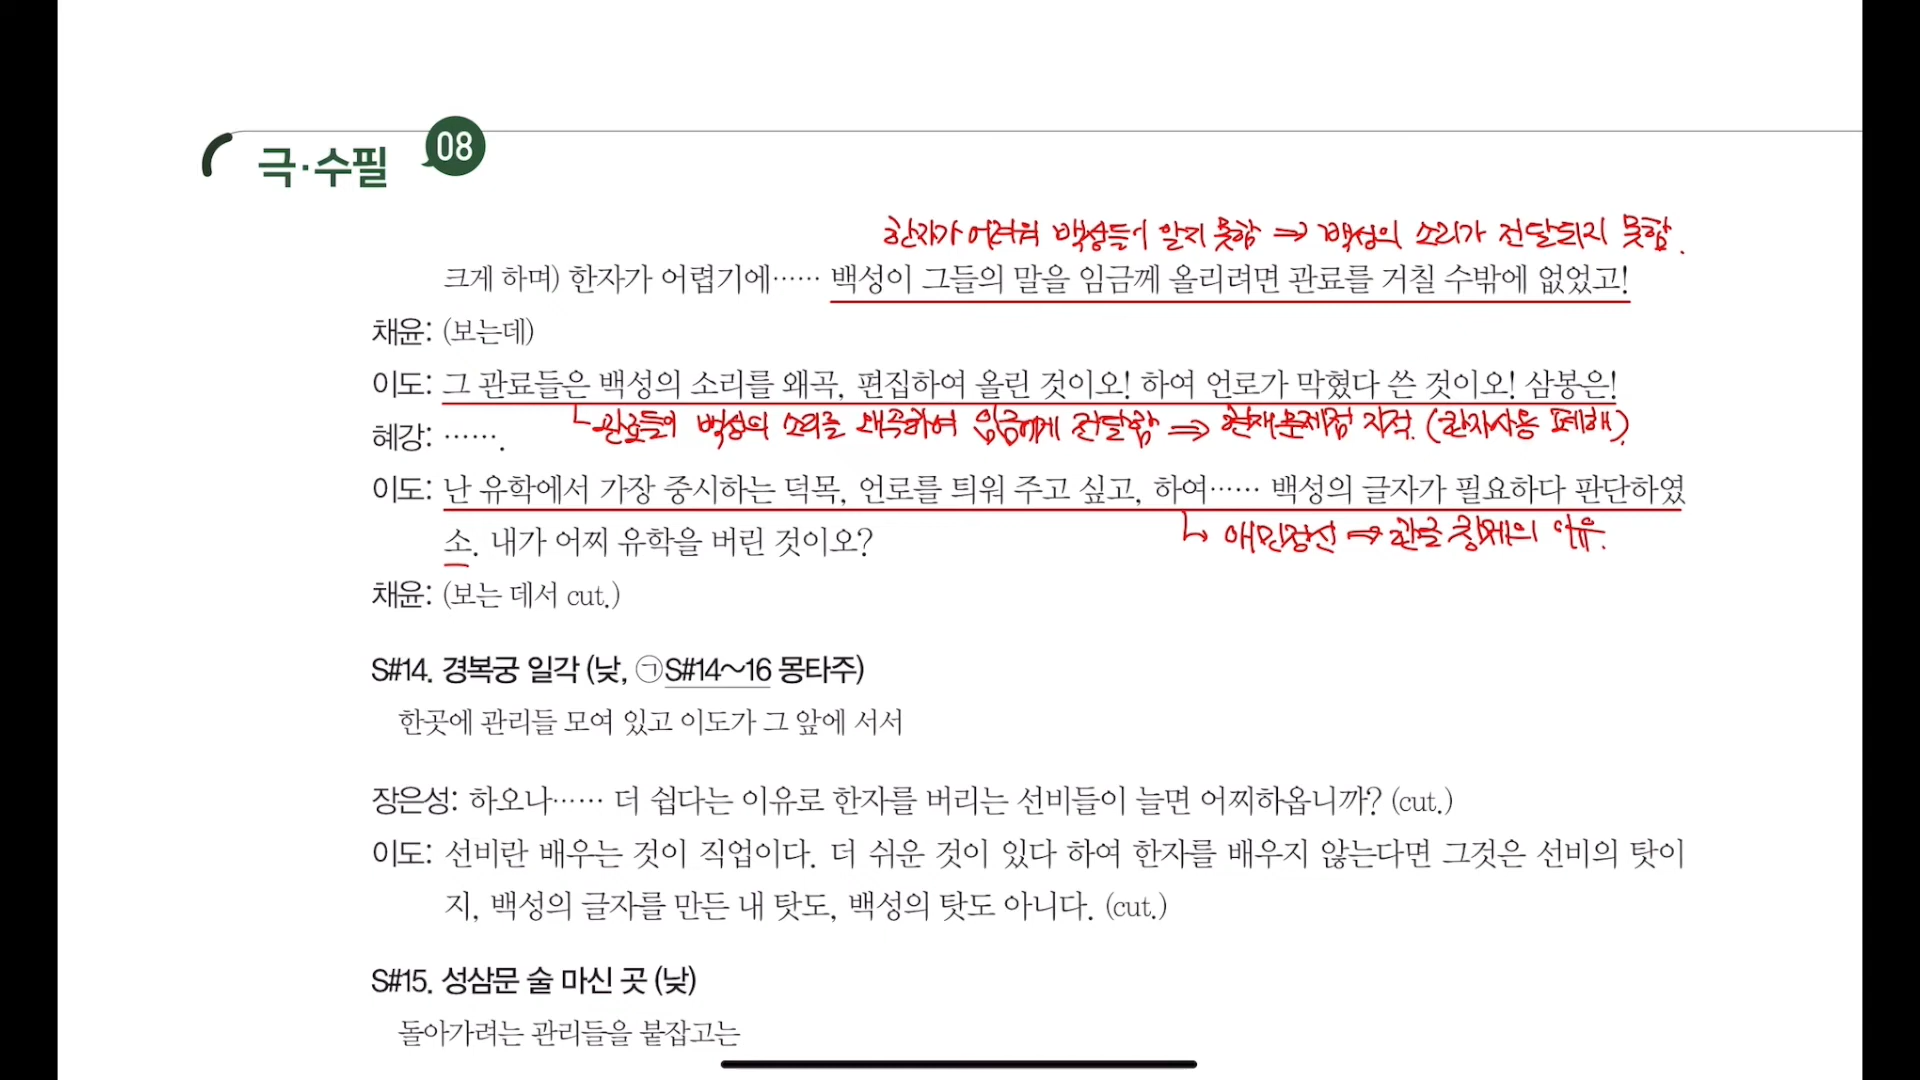 극·수필 08
한자가 어려워 백성들이 알지 못함 ⇒ 백성의 소리가 전달되지 못함.
크게 하며) 한자가 어렵기에…… 백성이 그들의 말을 임금께 올리려면 관료를 거칠 수밖에 없었고!
채윤: (보는데)
이도: 그 관료들은 백성의 소리를 왜곡, 편집하여 올린 것이오! 하여 언로가 막혔다 쓴 것이오! 삼봉은!
↳ 관료들이 백성의 소리를 왜곡하여 임금에게 전달함 ⇒ 현재 문제점 지적. (한자사용 폐해).
혜강: …….
이도: 난 유학에서 가장 중시하는 덕목, 언로를 틔워 주고 싶고, 하여…… 백성의 글자가 필요하다 판단하였
↳ 애민정신 ⇒ 한글 창제의 이유.
소. 내가 어찌 유학을 버린 것이오?
채윤: (보는 데서 cut.)
S#14. 경복궁 일각 (낮, ㉠S#14~16 몽타주)
한곳에 관리들 모여 있고 이도가 그 앞에 서서
장은성: 하오나…… 더 쉽다는 이유로 한자를 버리는 선비들이 늘면 어찌하옵니까? (cut.)
이도: 선비란 배우는 것이 직업이다. 더 쉬운 것이 있다 하여 한자를 배우지 않는다면 그것은 선비의 탓이
지, 백성의 글자를 만든 내 탓도, 백성의 탓도 아니다. (cut.)
S#15. 성삼문 술 마신 곳 (낮)
돌아가려는 관리들을 붙잡고는